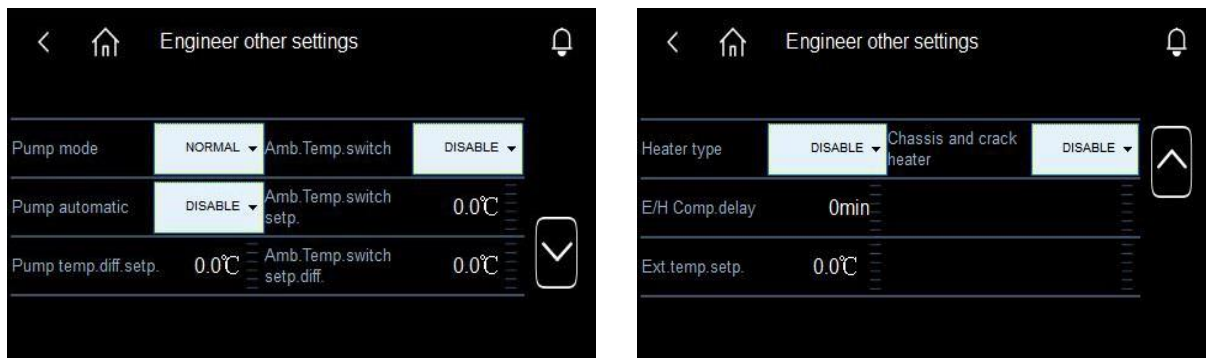 Engineer other settings
Pump mode NORMAL Amb.Temp.switch DISABLE
Pump automatic DISABLE Amb.Temp.switch setp. 0.0℃
Pump temp.diff.setp. 0.0℃ Amb.Temp.switch setp.diff. 0.0℃
Engineer other settings
Heater type DISABLE Chassis and crack heater DISABLE
E/H Comp.delay 0min
Ext.temp.setp. 0.0℃